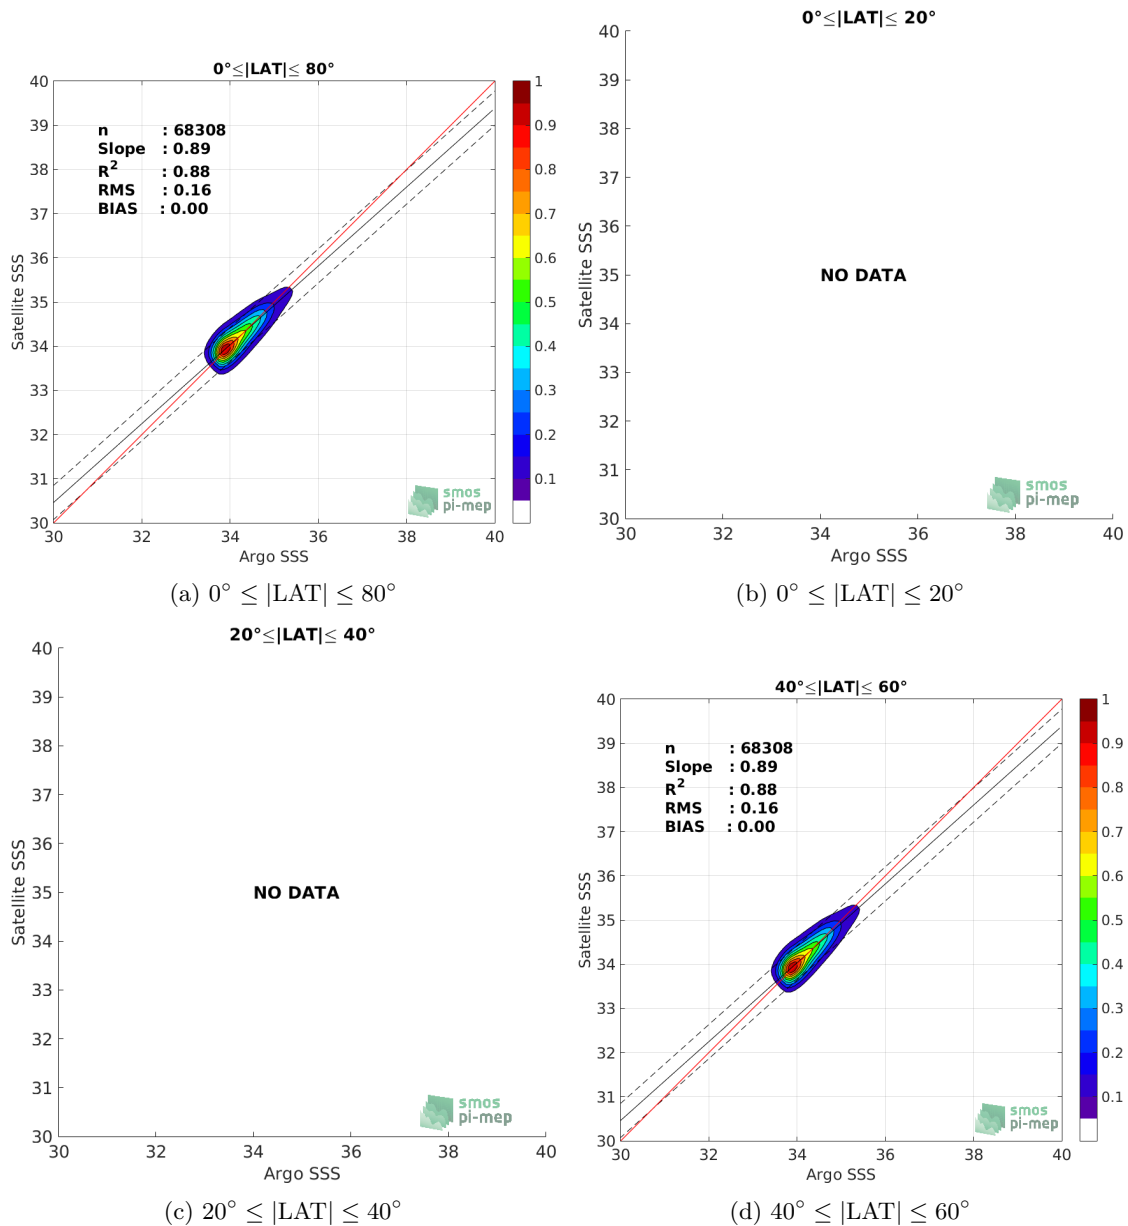 0°≤|LAT|≤ 80°
40
39
38
37
36
35
34
33
32
31
30
Satellite SSS
n : 68308
Slope : 0.89
R² : 0.88
RMS : 0.16
BIAS : 0.00
smos
pi-mep
30 32 34 36 38 40
Argo SSS
1
0.9
0.8
0.7
0.6
0.5
0.4
0.3
0.2
0.1
(a) 0° ≤ |LAT| ≤ 80°
0°≤|LAT|≤ 20°
40
39
38
37
36
35
34
33
32
31
30
Satellite SSS
NO DATA
smos
pi-mep
30 32 34 36 38 40
Argo SSS
(b) 0° ≤ |LAT| ≤ 20°
20°≤|LAT|≤ 40°
40
39
38
37
36
35
34
33
32
31
30
Satellite SSS
NO DATA
smos
pi-mep
30 32 34 36 38 40
Argo SSS
(c) 20° ≤ |LAT| ≤ 40°
40°≤|LAT|≤ 60°
40
39
38
37
36
35
34
33
32
31
30
Satellite SSS
n : 68308
Slope : 0.89
R² : 0.88
RMS : 0.16
BIAS : 0.00
smos
pi-mep
30 32 34 36 38 40
Argo SSS
1
0.9
0.8
0.7
0.6
0.5
0.4
0.3
0.2
0.1
(d) 40° ≤ |LAT| ≤ 60°